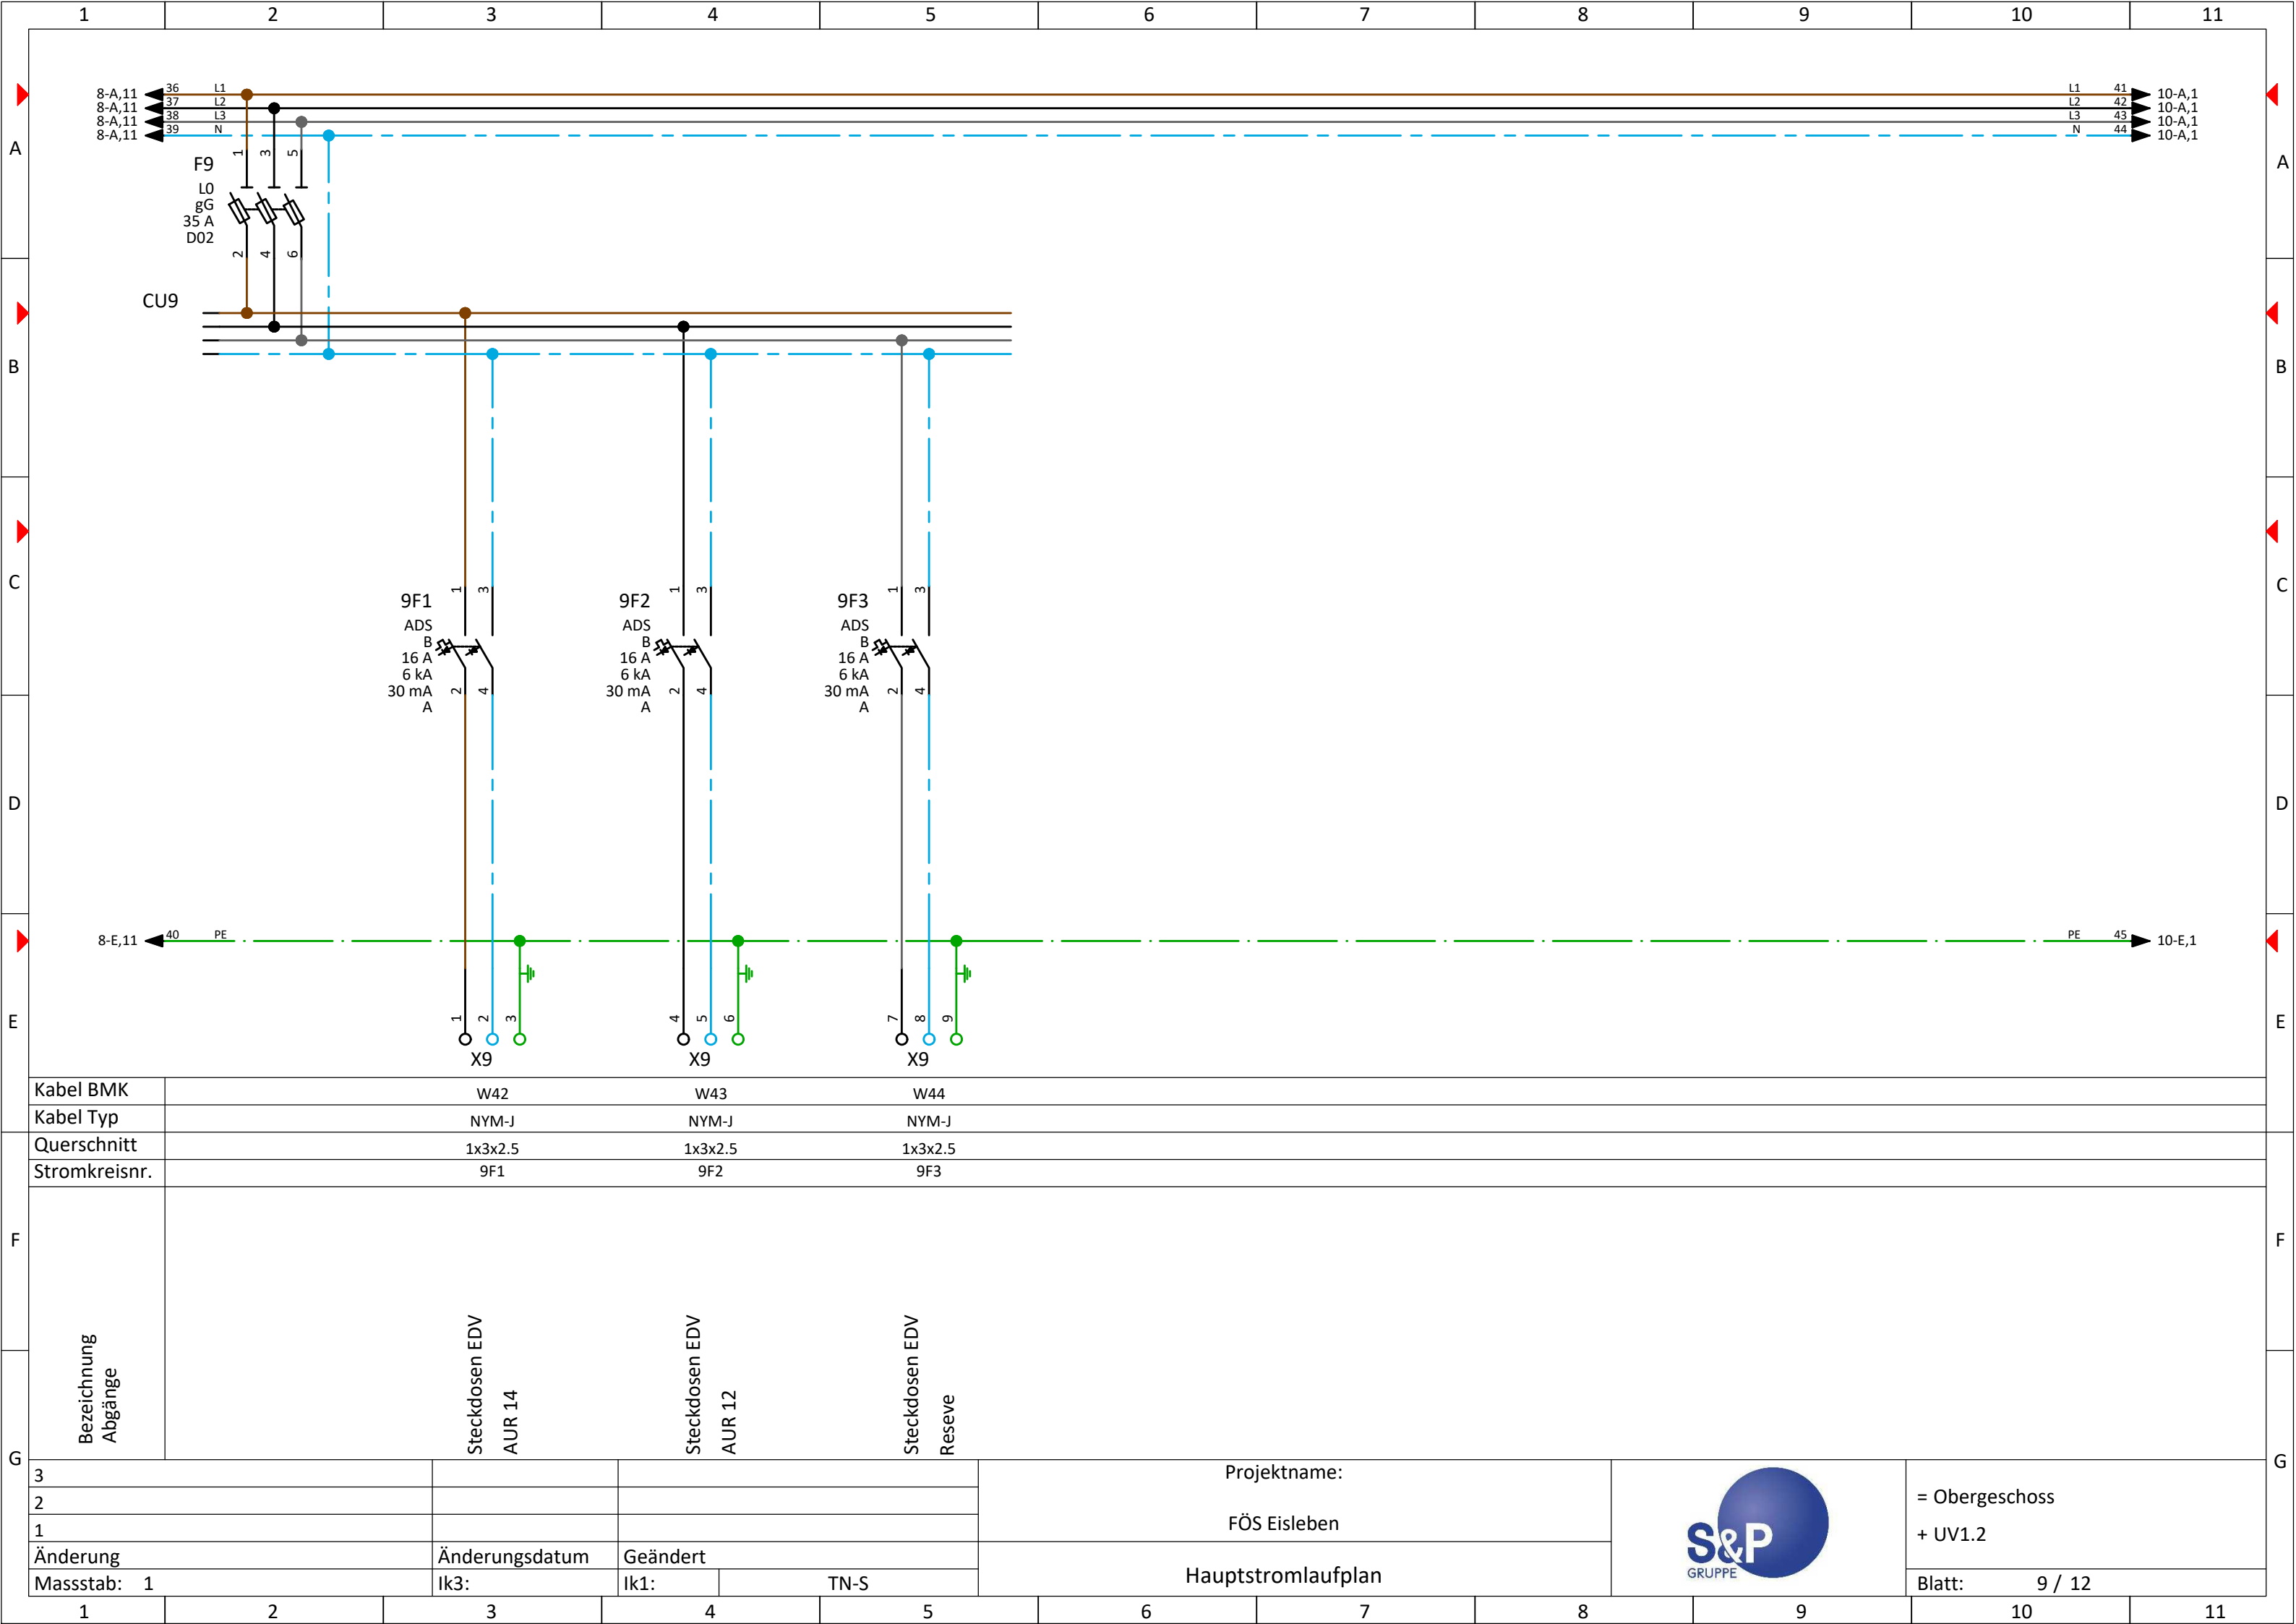 1 2 3 4 5 6 7 8 9 10 11
8-A,11 36 L1 L1 41 10-A,1
8-A,11 37 L2 L2 42 10-A,1
8-A,11 38 L3 L3 43 10-A,1
8-A,11 39 N N 44 10-A,1
A A
1 3 5
F9
L0
gG
35 A
D02
2 4 6
CU9
B B
C C
1 3 1 3 1 3
9F1 9F2 9F3
ADS ADS ADS
B B B
16 A 16 A 16 A
6 kA 6 kA 6 kA
30 mA 30 mA 30 mA
A A A
2 4 2 4 2 4
D D
8-E,11 40 PE PE 45 10-E,1
E E
1 2 3 4 5 6 7 8 9
X9 X9 X9
Kabel BMK W42 W43 W44
Kabel Typ NYM-J NYM-J NYM-J
Querschnitt 1x3x2.5 1x3x2.5 1x3x2.5
Stromkreisnr. 9F1 9F2 9F3
F F
Bezeichnung
Abgänge
Steckdosen EDV
AUR 14
Steckdosen EDV
AUR 12
Steckdosen EDV
Reseve
G G
3
2
1
Änderung Änderungsdatum Geändert
Massstab: 1 Ik3: Ik1: TN-S
Projektname:
FÖS Eisleben
Hauptstromlaufplan
S&P
GRUPPE
= Obergeschoss
+ UV1.2
Blatt: 9 / 12
1 2 3 4 5 6 7 8 9 10 11